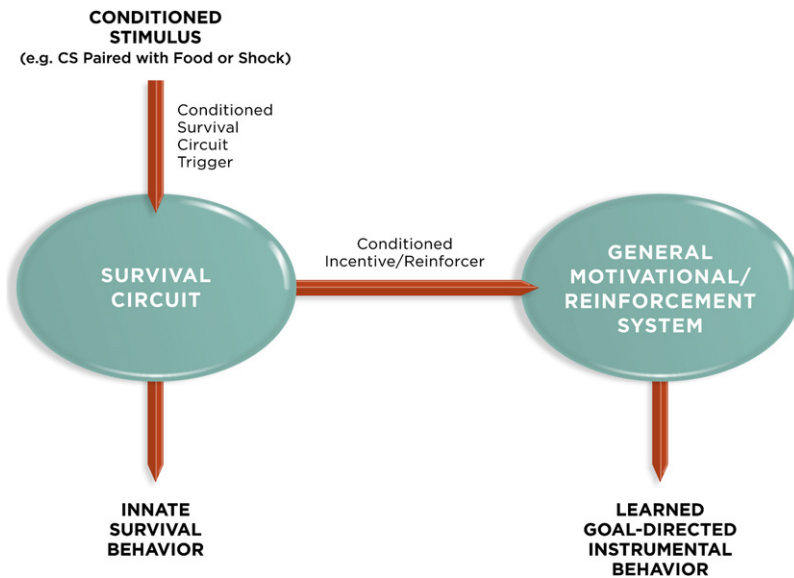 CONDITIONED
STIMULUS
(e.g. CS Paired with Food or Shock)
Conditioned
Survival
Circuit
Trigger
SURVIVAL
CIRCUIT
Conditioned
Incentive/Reinforcer
GENERAL
MOTIVATIONAL/
REINFORCEMENT
SYSTEM
INNATE
SURVIVAL
BEHAVIOR
LEARNED
GOAL-DIRECTED
INSTRUMENTAL
BEHAVIOR